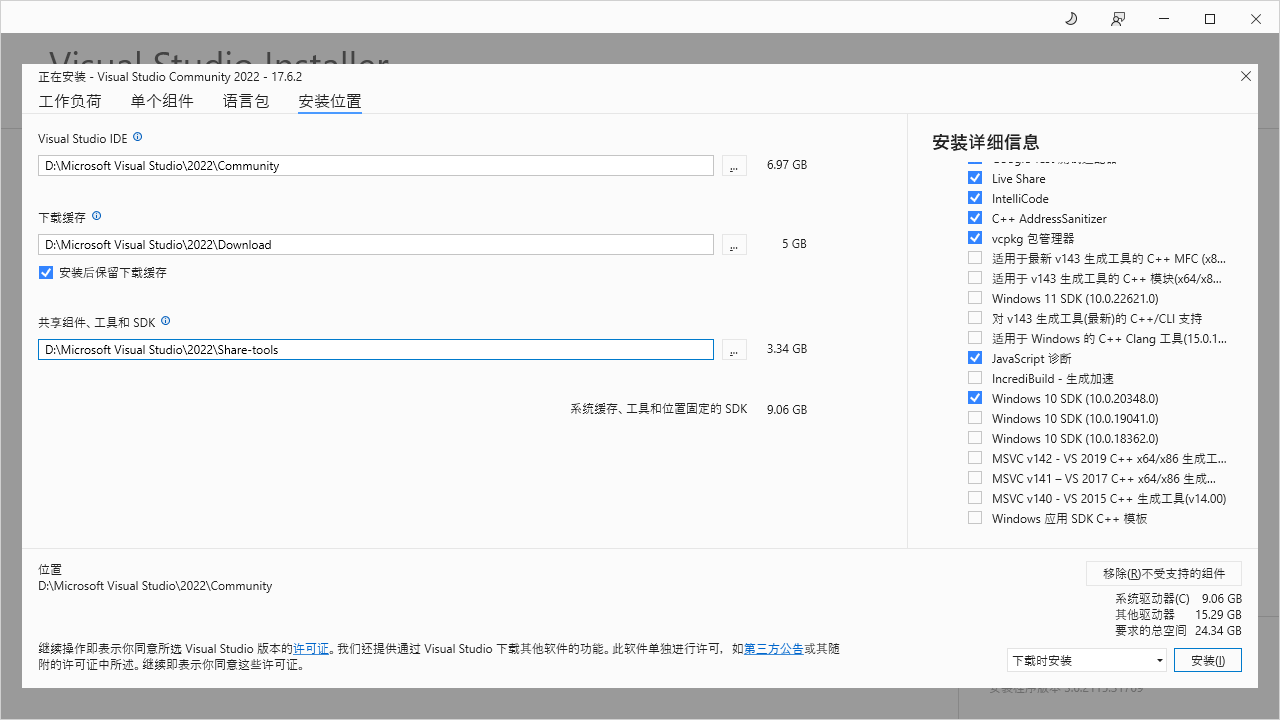 Visual Studio Installer
正在安装 - Visual Studio Community 2022 - 17.6.2
工作负荷 单个组件 语言包 安装位置
Visual Studio IDE
D:\Microsoft Visual Studio\2022\Community ... 6.97 GB
下载缓存
D:\Microsoft Visual Studio\2022\Download ... 5 GB
安装后保留下载缓存
共享组件、工具和 SDK
D:\Microsoft Visual Studio\2022\Share-tools ... 3.34 GB
系统缓存、工具和位置固定的 SDK 9.06 GB
安装详细信息
Live Share
IntelliCode
C++ AddressSanitizer
vcpkg 包管理器
适用于最新 v143 生成工具的 C++ MFC (x8...
适用于 v143 生成工具的 C++ 模块(x64/x8...
Windows 11 SDK (10.0.22621.0)
对 v143 生成工具(最新)的 C++/CLI 支持
适用于 Windows 的 C++ Clang 工具(15.0.1...
JavaScript 诊断
IncrediBuild - 生成加速
Windows 10 SDK (10.0.20348.0)
Windows 10 SDK (10.0.19041.0)
Windows 10 SDK (10.0.18362.0)
MSVC v142 - VS 2019 C++ x64/x86 生成工...
MSVC v141 – VS 2017 C++ x64/x86 生成...
MSVC v140 - VS 2015 C++ 生成工具(v14.00)
Windows 应用 SDK C++ 模板
位置
D:\Microsoft Visual Studio\2022\Community
移除(R)不受支持的组件
系统驱动器(C) 9.06 GB
其他驱动器 15.29 GB
要求的总空间 24.34 GB
继续操作即表示你同意所选 Visual Studio 版本的许可证。我们还提供通过 Visual Studio 下载其他软件的功能。此软件单独进行许可，如第三方公告或其随
附的许可证中所述。继续即表示你同意这些许可证。
下载时安装 安装(I)